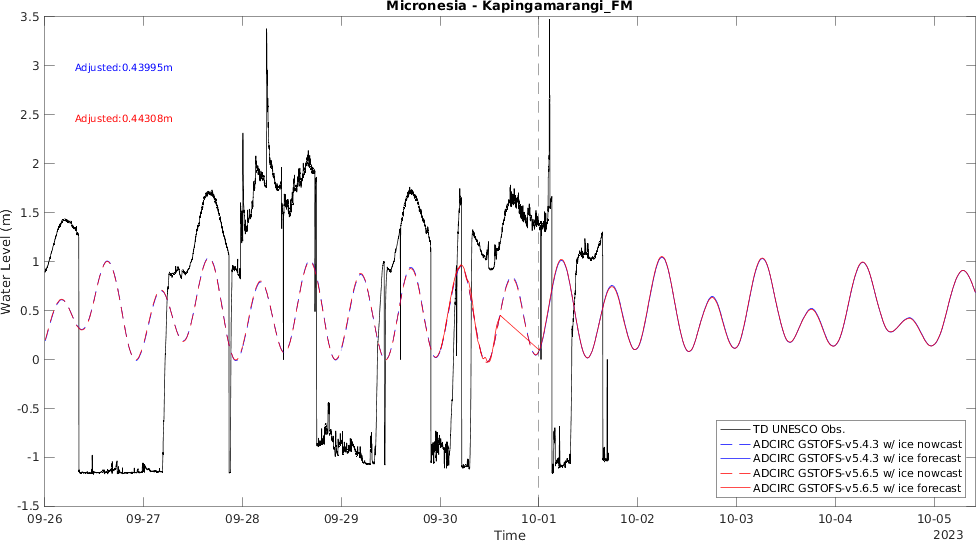 Micronesia - Kapingamarangi_FM
3.5
3
2.5
2
1.5
1
0.5
0
-0.5
-1
-1.5
Water Level (m)
Adjusted:0.43995m
Adjusted:0.44308m
TD UNESCO Obs.
ADCIRC GSTOFS-v5.4.3 w/ ice nowcast
ADCIRC GSTOFS-v5.4.3 w/ ice forecast
ADCIRC GSTOFS-v5.6.5 w/ ice nowcast
ADCIRC GSTOFS-v5.6.5 w/ ice forecast
09-26 09-27 09-28 09-29 09-30 10-01 10-02 10-03 10-04 10-05
Time
2023